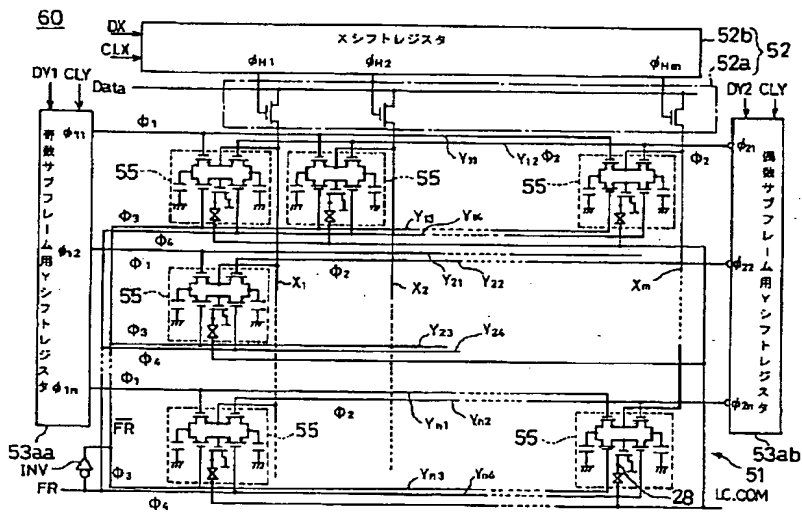 60
DX
CLX
Xシフトレジスタ
φH1
φH2
φHm
52b
52
52a
DY1 CLY
Data
DY2 CLY
φ11
Φ1
Y11
Y12
Φ2
Φ2
φ21
55
55
55
奇数サブフレーム用Yシフトレジスタ
偶数サブフレーム用Yシフトレジスタ
Φ3
Y13
Y14
Φ4
φ12
Φ1
Φ2
Y21
Y22
φ22
55
X1
X2
Xm
Φ3
Y23
Y24
Φ4
φ1n
Φ1
Φ2
Yn1
Yn2
φ2n
FR
55
55
53aa
INV
FR
Φ3
Yn3
Yn4
Φ4
28
51
LC.COM
53ab